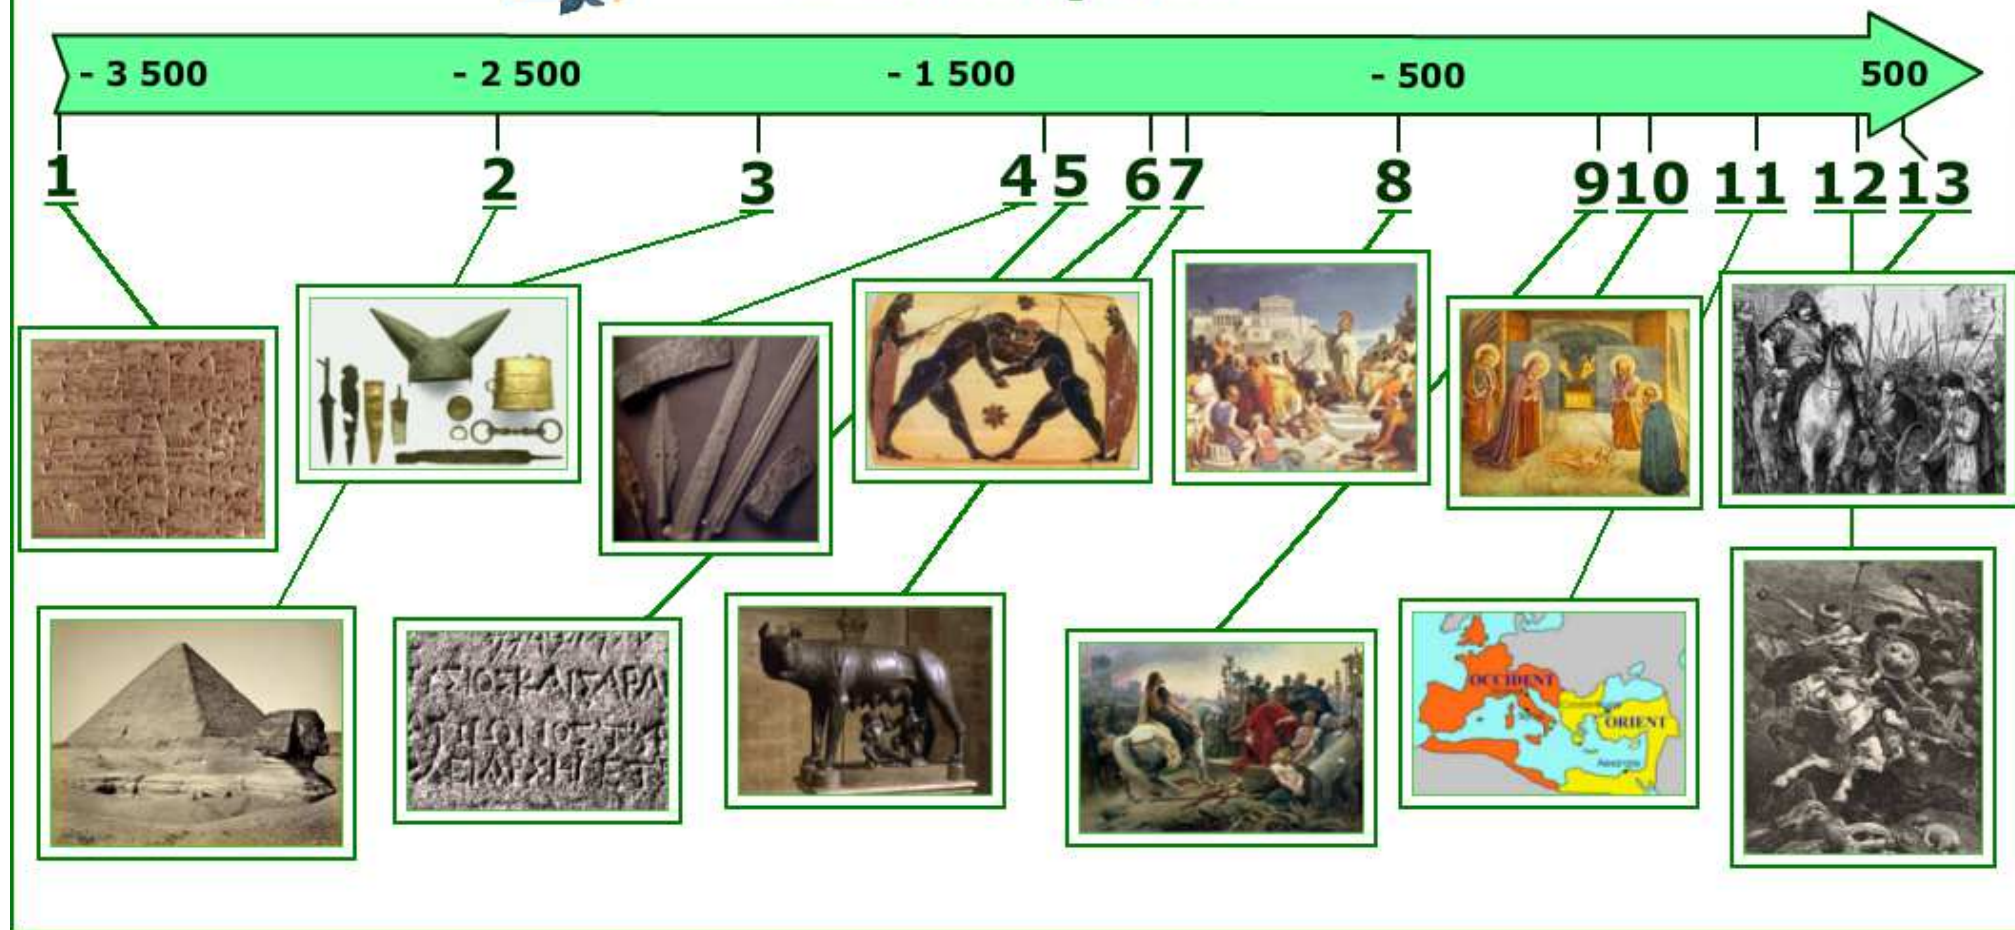 - 3 500 - 2 500 - 1 500 - 500 500
1 2 3 4 5 6 7 8 9 10 11 12 13
OCCIDENT
ORIENT